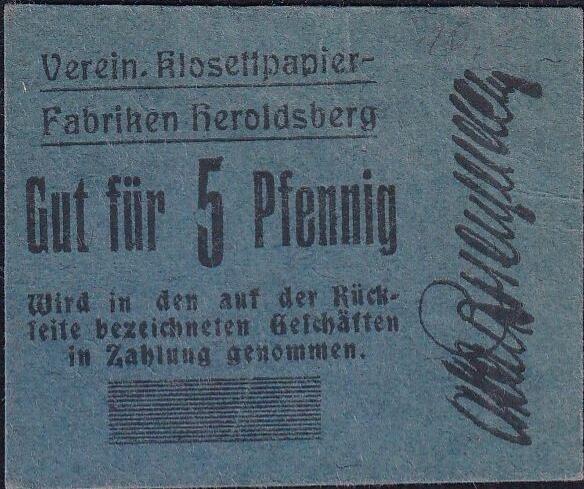 Verein. Klosettpapier-
Fabriken Heroldsberg
Gut für 5 Pfennig
Wird in den auf der Rück-
seite bezeichneten Geschäften
in Zahlung genommen.